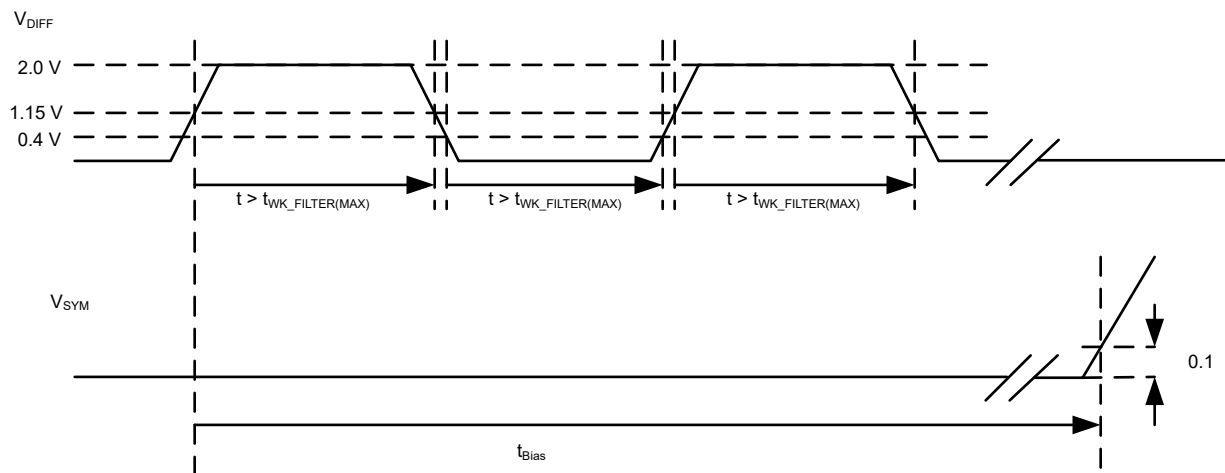 VDIFF
2.0 V
1.15 V
0.4 V
t > tWK_FILTER(MAX)
t > tWK_FILTER(MAX)
t > tWK_FILTER(MAX)
VSYM
0.1
tBias